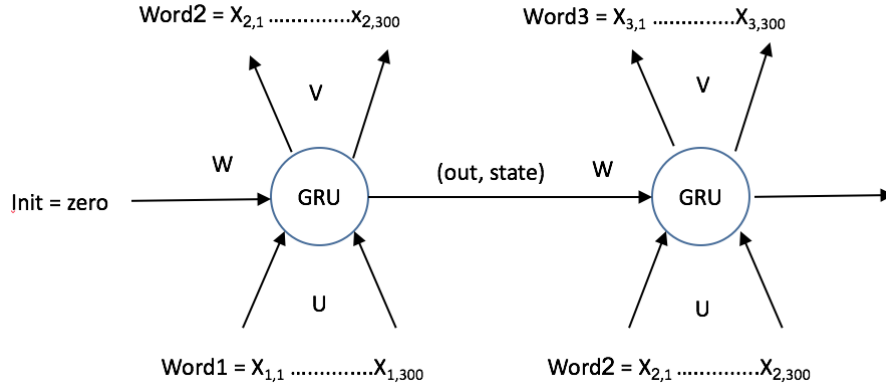 Word2 = X2,1 ..............x2,300
Word3 = X3,1 ..............X3,300
V
V
W
(out, state)
W
Init = zero
GRU
GRU
U
U
Word1 = X1,1 ..............X1,300
Word2 = X2,1 ..............X2,300